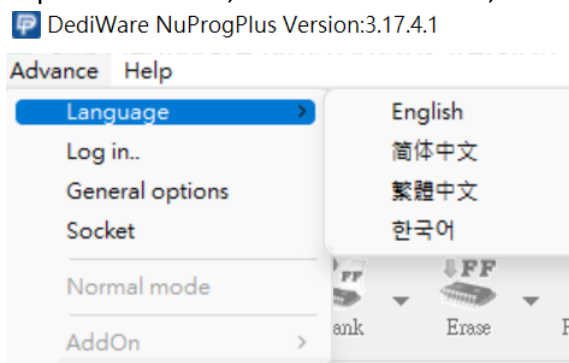 DediWare NuProgPlus Version:3.17.4.1
Advance Help
Language
English
简体中文
繁體中文
한국어
Log in..
General options
Socket
Normal mode
AddOn
FF
FF
ank
Erase